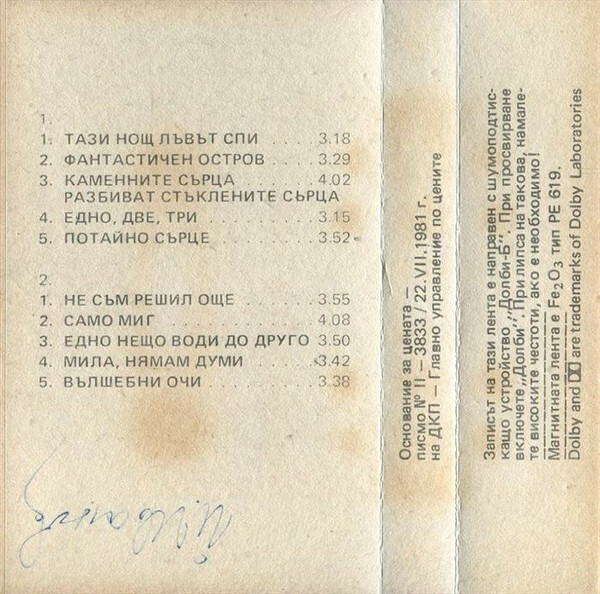 1.
1. ТАЗИ НОЩ ЛЪВЪТ СПИ . . . . 3.18
2. ФАНТАСТИЧЕН ОСТРОВ . . . . 3.29
3. КАМЕННИТЕ СЪРЦА . . . . . . 4.02
РАЗБИВАТ СТЪКЛЕНИТЕ СЪРЦА
4. ЕДНО, ДВЕ, ТРИ . . . . . . . . . 3.15
5. ПОТАЙНО СЪРЦЕ . . . . . . . . 3.52
2.
1. НЕ СЪМ РЕШИЛ ОЩЕ . . . . . . 3.55
2. САМО МИГ . . . . . . . . . . . . 4.08
3. ЕДНО НЕЩО ВОДИ ДО ДРУГО 3.50
4. МИЛА, НЯМАМ ДУМИ . . . . . 3.42
5. ВЪЛШЕБНИ ОЧИ . . . . . . . . 3.38
Основание за цената —
писмо № II – 3833 / 22.VII.1981 г.
на ДКП – Главно управление по цените
Записът на тази лента е направен с шумоподтис-
кащо устройство „Долби-Б". При просвирване
включете „Долби". При липса на такова, намале-
те високите честоти, ако е необходимо!
Магнитната лента е Fe2O3 тип PE 619.
Dolby and are trademarks of Dolby Laboratories